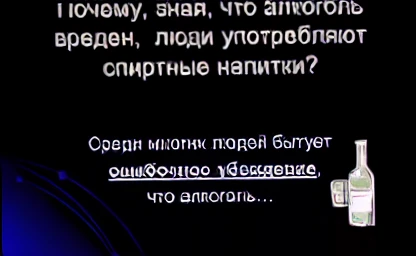 Почему, зная, что алкоголь
вреден, люди употребляют
спиртные напитки?
Среди многих людей бытует
ошибочное убеждение,
что алкоголь...